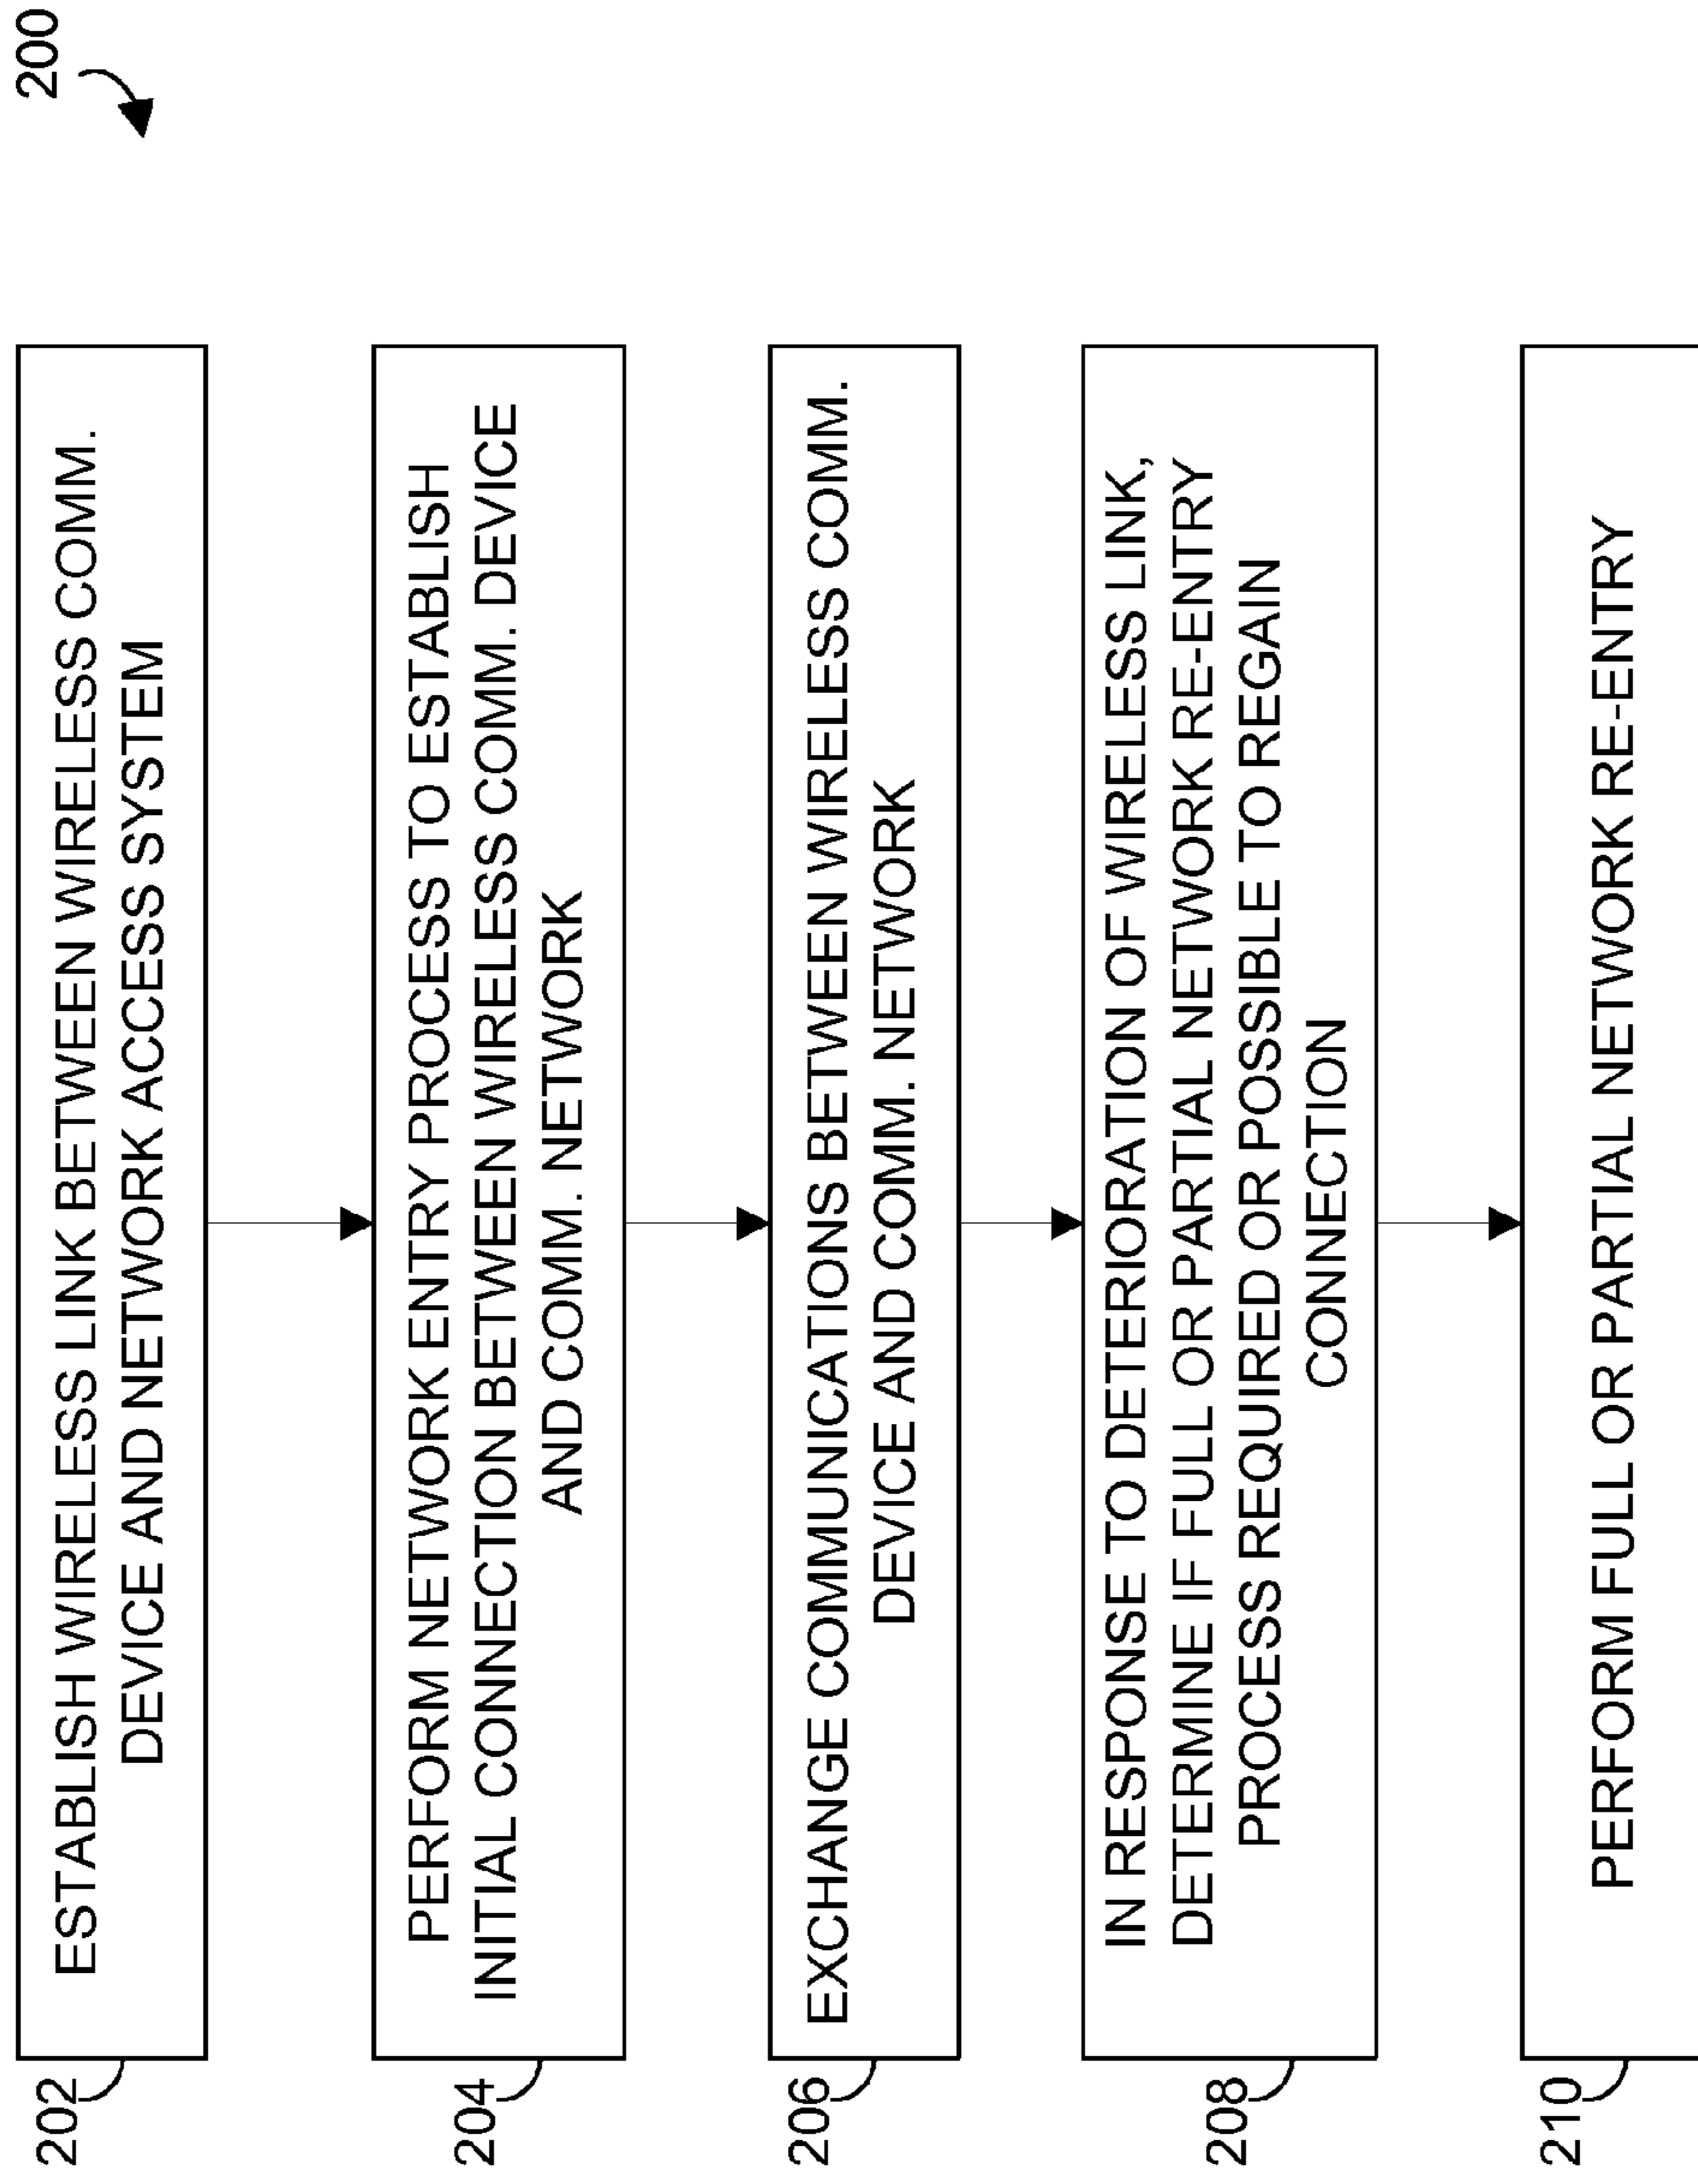 200
202
ESTABLISH WIRELESS LINK BETWEEN WIRELESS COMM.
DEVICE AND NETWORK ACCESS SYSTEM
204
PERFORM NETWORK ENTRY PROCESS TO ESTABLISH
INITIAL CONNECTION BETWEEN WIRELESS COMM. DEVICE
AND COMM. NETWORK
206
EXCHANGE COMMUNICATIONS BETWEEN WIRELESS COMM.
DEVICE AND COMM. NETWORK
208
IN RESPONSE TO DETERIORATION OF WIRELESS LINK,
DETERMINE IF FULL OR PARTIAL NETWORK RE-ENTRY
PROCESS REQUIRED OR POSSIBLE TO REGAIN
CONNECTION
210
PERFORM FULL OR PARTIAL NETWORK RE-ENTRY